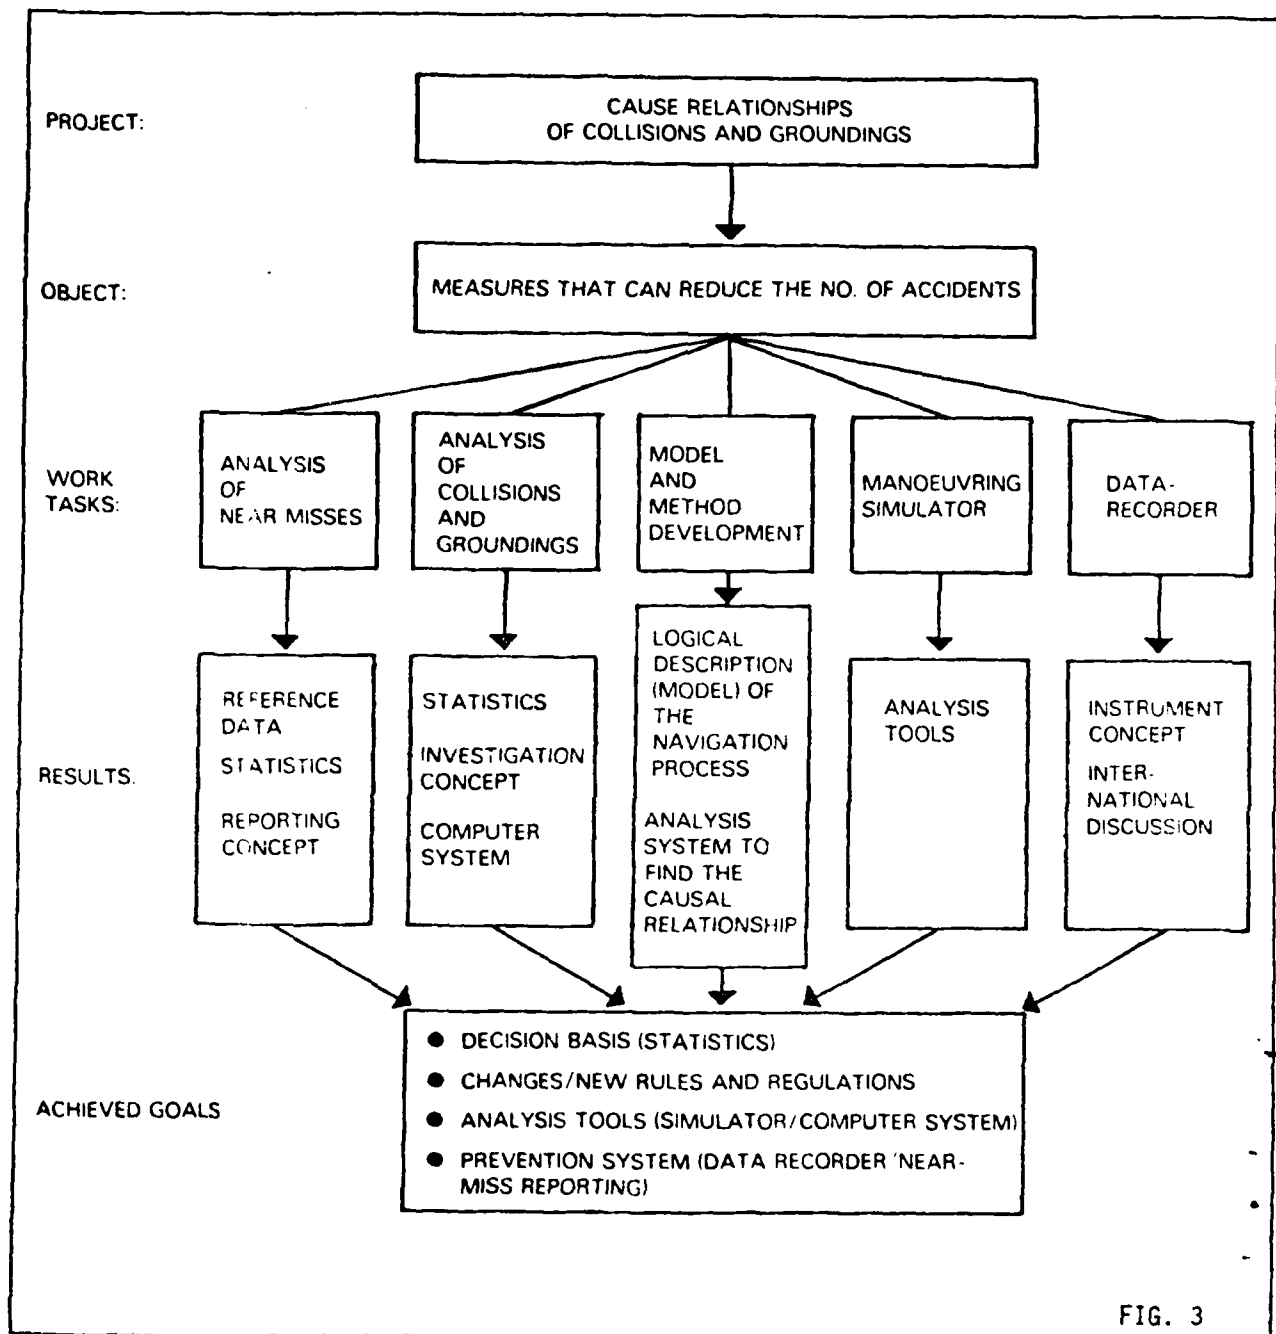 PROJECT:
CAUSE RELATIONSHIPS
OF COLLISIONS AND GROUNDINGS
OBJECT:
MEASURES THAT CAN REDUCE THE NO. OF ACCIDENTS
WORK
TASKS:
ANALYSIS
OF
NEAR MISSES
ANALYSIS
OF
COLLISIONS
AND
GROUNDINGS
MODEL
AND
METHOD
DEVELOPMENT
MANOEUVRING
SIMULATOR
DATA-
RECORDER
RESULTS.
REFERENCE
DATA
STATISTICS
REPORTING
CONCEPT
STATISTICS
INVESTIGATION
CONCEPT
COMPUTER
SYSTEM
LOGICAL
DESCRIPTION
(MODEL) OF
THE
NAVIGATION
PROCESS
ANALYSIS
SYSTEM TO
FIND THE
CAUSAL
RELATIONSHIP
ANALYSIS
TOOLS
INSTRUMENT
CONCEPT
INTER-
NATIONAL
DISCUSSION
ACHIEVED GOALS
● DECISION BASIS (STATISTICS)
● CHANGES/NEW RULES AND REGULATIONS
● ANALYSIS TOOLS (SIMULATOR/COMPUTER SYSTEM)
● PREVENTION SYSTEM (DATA RECORDER 'NEAR-
MISS REPORTING)
FIG. 3